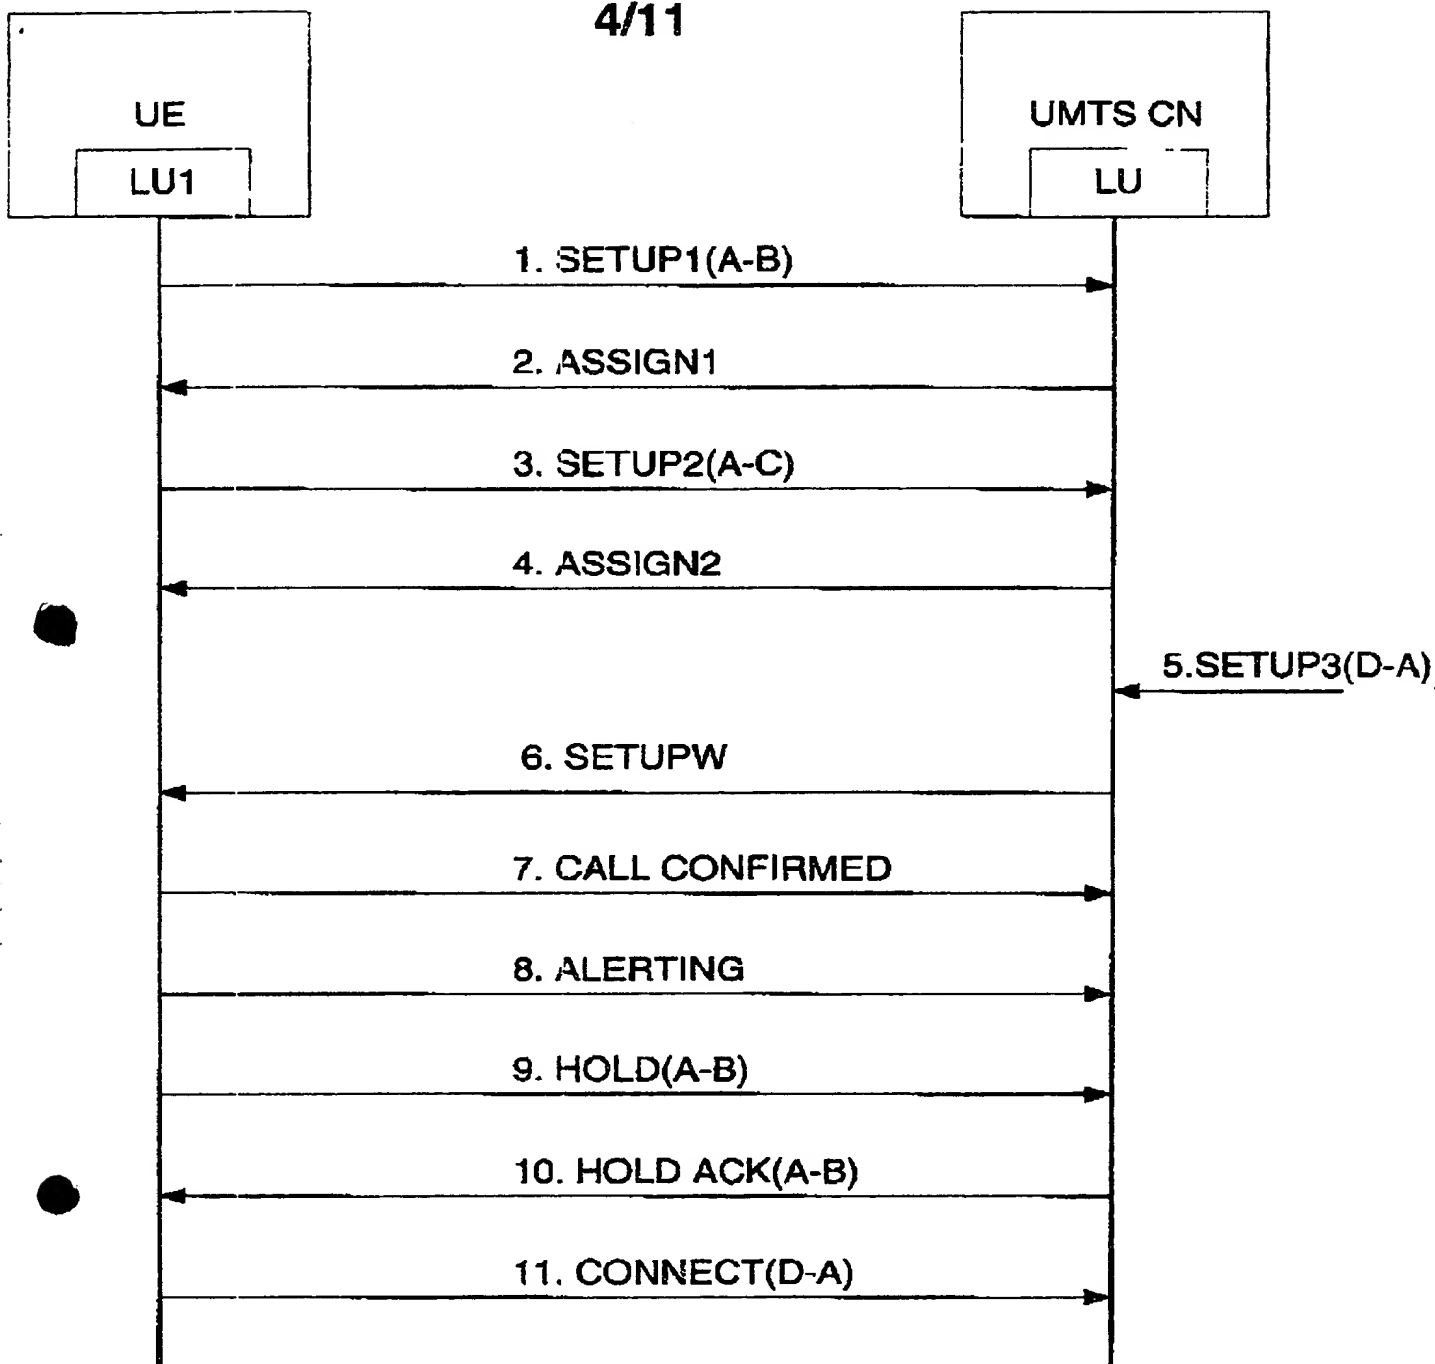 4/11
UE
UMTS CN
LU1
LU
1. SETUP1(A-B)
2. ASSIGN1
3. SETUP2(A-C)
4. ASSIGN2
5.SETUP3(D-A)
6. SETUPW
7. CALL CONFIRMED
8. ALERTING
9. HOLD(A-B)
10. HOLD ACK(A-B)
11. CONNECT(D-A)